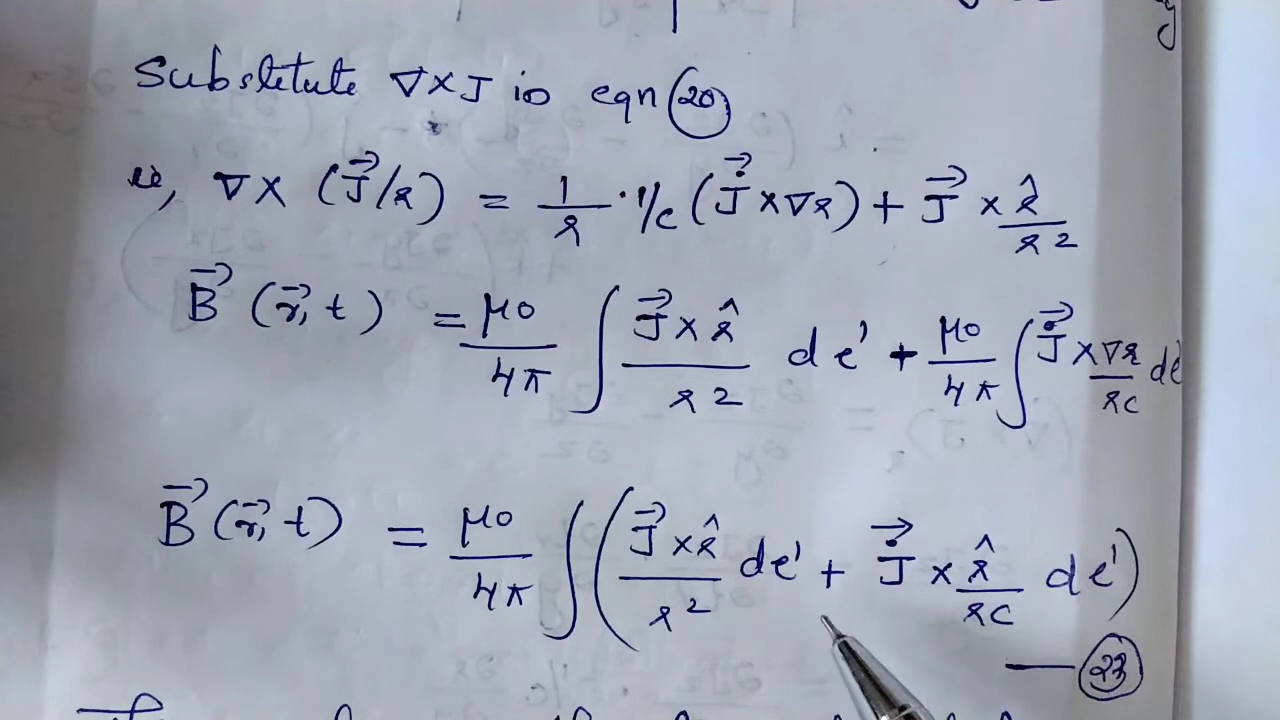 Substitute ∇×J in eqn (20)
ie, ∇ × (J⃗/r) = 1/r · 1/c (J̇⃗ × ∇r) + J⃗ × r̂/r²
B⃗ (r⃗, t) = μ₀/4π ∫ J⃗ × r̂/r² dτ' + μ₀/4π ∫ J̇⃗ × ∇r/rc dτ'
B⃗ (r⃗, t) = μ₀/4π ∫ (J⃗ × r̂/r² dτ' + J̇⃗ × r̂/rc dτ')
— (23)